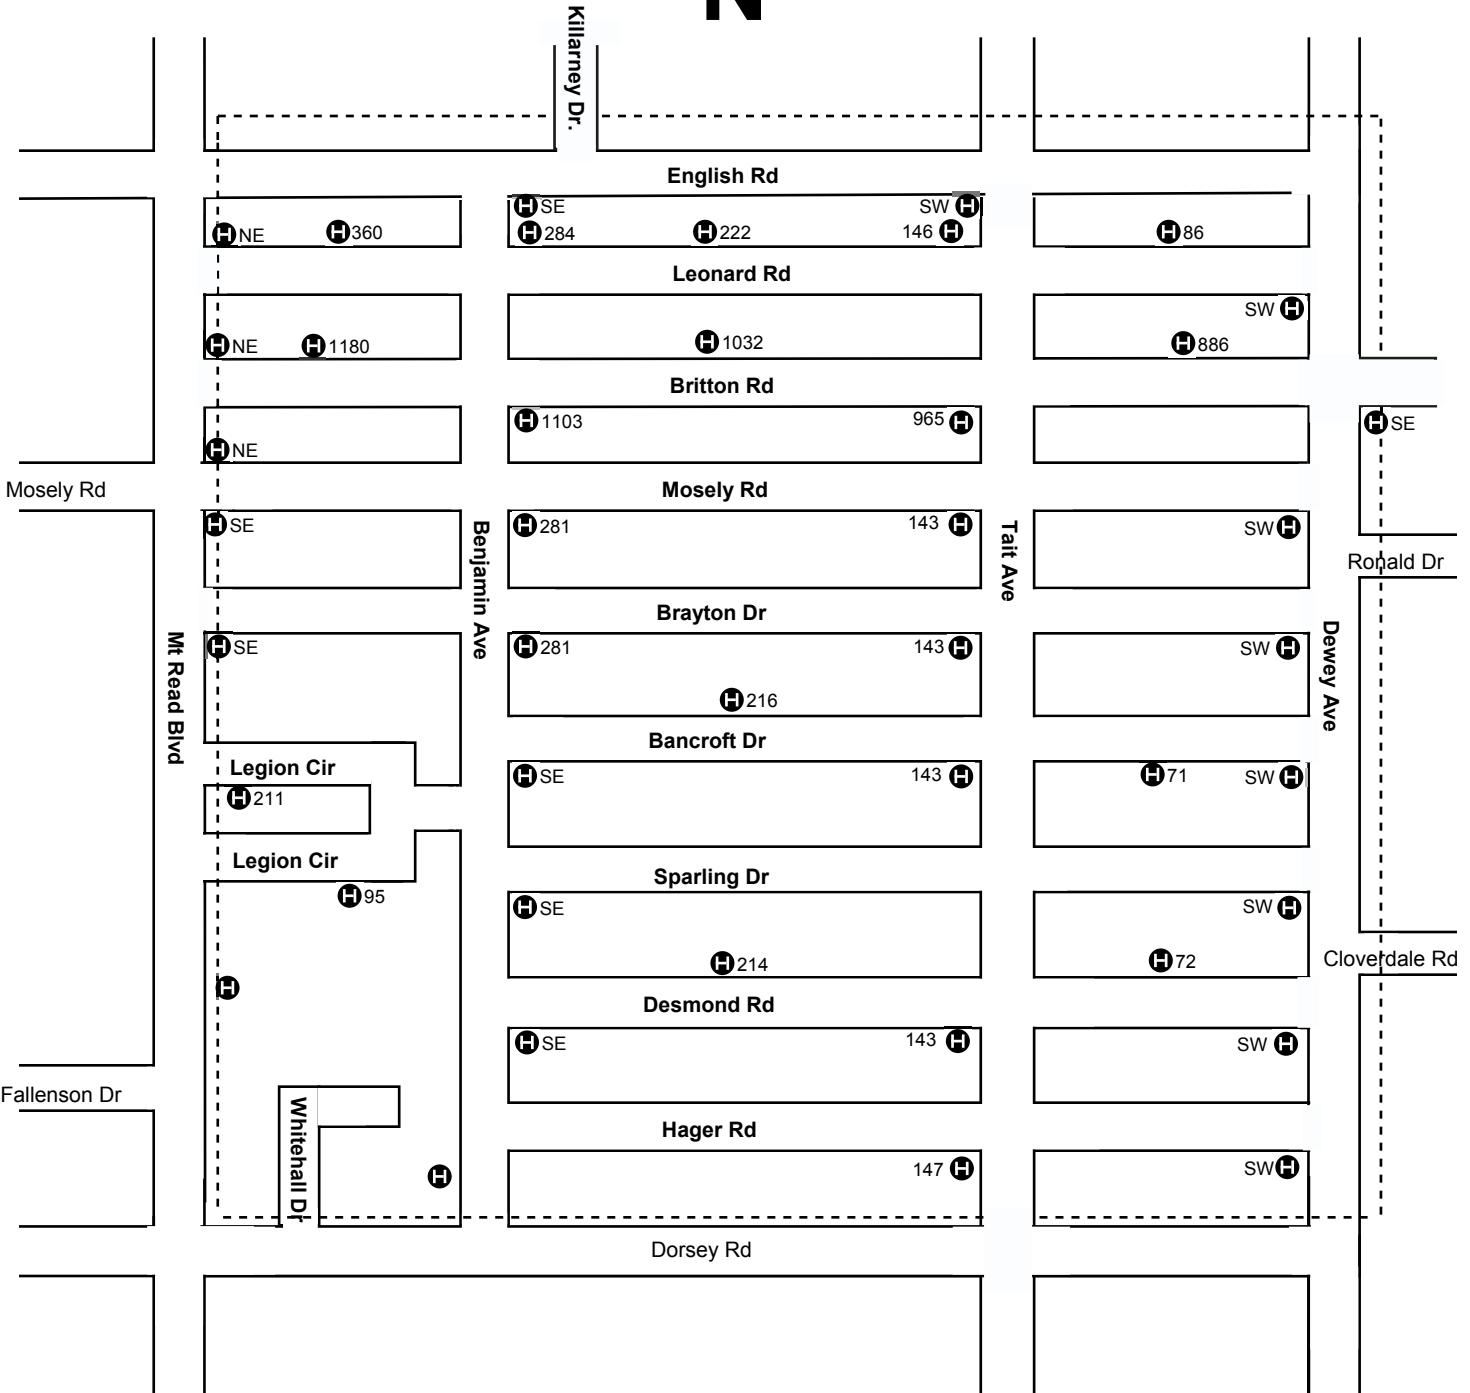 N
Killarney Dr.
English Rd
H SE
SW H
H NE
H 360
H 284
H 222
146 H
H 86
Leonard Rd
SW H
H NE
H 1180
H 1032
H 886
Britton Rd
H 1103
965 H
H SE
H NE
Mosely Rd
Mosely Rd
H SE
H 281
143 H
SW H
Benjamin Ave
Tait Ave
Ronald Dr
Brayton Dr
Mt Read Blvd
Dewey Ave
H SE
H 281
143 H
SW H
H 216
Bancroft Dr
Legion Cir
H SE
143 H
H 71
SW H
H 211
Legion Cir
Sparling Dr
H 95
H SE
SW H
H 214
H 72
Cloverdale Rd
H
Desmond Rd
H SE
143 H
SW H
Fallenson Dr
Whitehall Dr
Hager Rd
H
147 H
SW H
Dorsey Rd